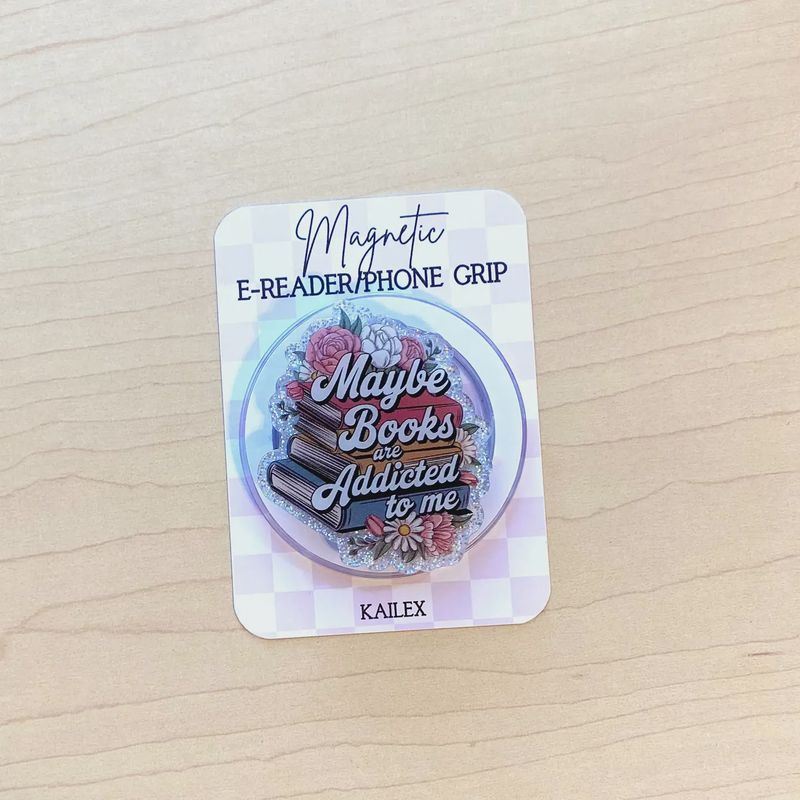 Magnetic
E-READER/PHONE GRIP
Maybe
Books
are
Addicted
to me
KAILEX